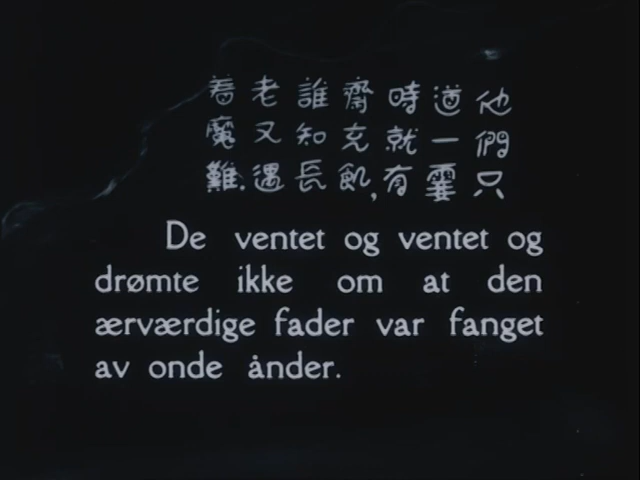 他們只
道一霎
時就有
齋充飢,
誰知長
老又遇
着魔難.
De ventet og ventet og
drømte ikke om at den
ærværdige fader var fanget
av onde ånder.